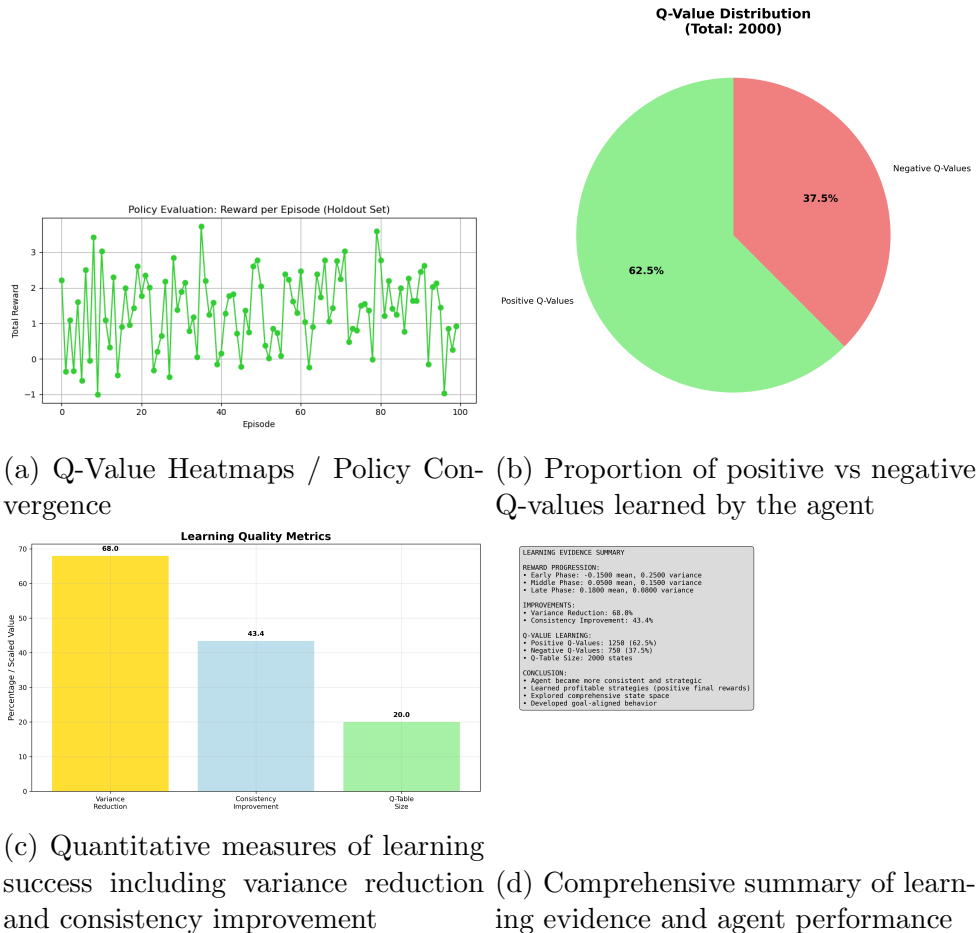 Policy Evaluation: Reward per Episode (Holdout Set)
Total Reward
3
2
1
0
−1
0
20
40
60
80
100
Episode
(a) Q-Value Heatmaps / Policy Con-
vergence
Q-Value Distribution
(Total: 2000)
Negative Q-Values
37.5%
62.5%
Positive Q-Values
(b) Proportion of positive vs negative
Q-values learned by the agent
Learning Quality Metrics
Percentage / Scaled Value
70
60
50
40
30
20
10
0
68.0
43.4
20.0
Variance
Reduction
Consistency
Improvement
Q-Table
Size
(c) Quantitative measures of learning
success including variance reduction
and consistency improvement
LEARNING EVIDENCE SUMMARY
REWARD PROGRESSION:
• Early Phase: -0.1500 mean, 0.2500 variance
• Middle Phase: 0.0500 mean, 0.1500 variance
• Late Phase: 0.1800 mean, 0.0800 variance
IMPROVEMENTS:
• Variance Reduction: 68.0%
• Consistency Improvement: 43.4%
Q-VALUE LEARNING:
• Positive Q-Values: 1250 (62.5%)
• Negative Q-Values: 750 (37.5%)
• Q-Table Size: 2000 states
CONCLUSION:
• Agent became more consistent and strategic
• Learned profitable strategies (positive final rewards)
• Explored comprehensive state space
• Developed goal-aligned behavior
(d) Comprehensive summary of learn-
ing evidence and agent performance